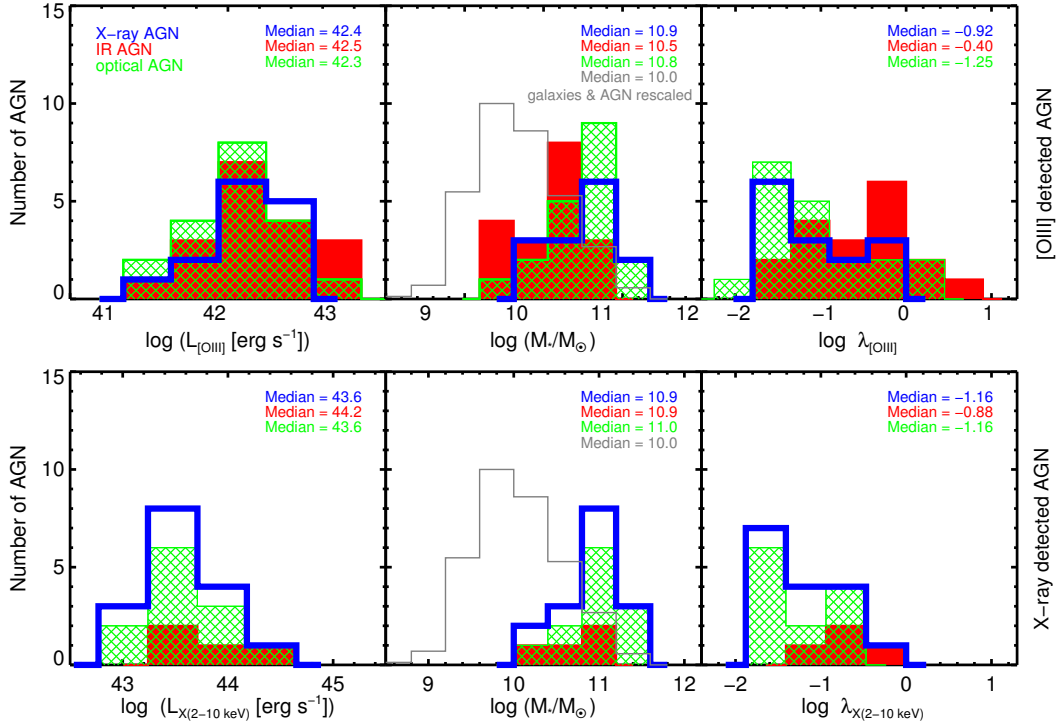 15
10
5
0
Number of AGN
X−ray AGN
IR AGN
optical AGN
Median = 42.4
Median = 42.5
Median = 42.3
41
42
43
log (L[OIII] [erg s−1])
Median = 10.9
Median = 10.5
Median = 10.8
Median = 10.0
galaxies & AGN rescaled
9
10
11
12
log (M*/M⊙)
Median = −0.92
Median = −0.40
Median = −1.25
−2
−1
0
1
log λ[OIII]
[OIII] detected AGN
15
10
5
0
Number of AGN
Median = 43.6
Median = 44.2
Median = 43.6
43
44
45
log (LX(2−10 keV) [erg s−1])
Median = 10.9
Median = 10.9
Median = 11.0
Median = 10.0
9
10
11
12
log (M*/M⊙)
Median = −1.16
Median = −0.88
Median = −1.16
−2
−1
0
1
log λX(2−10 keV)
X−ray detected AGN